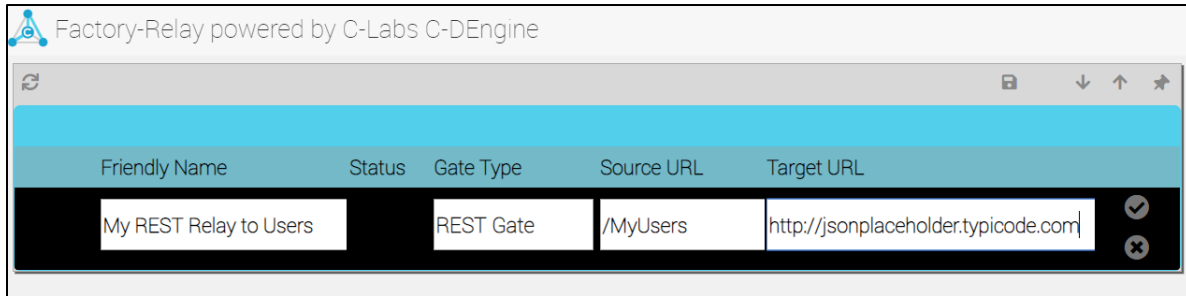 Factory-Relay powered by C-Labs C-DEngine
Friendly Name Status Gate Type Source URL Target URL
My REST Relay to Users REST Gate /MyUsers http://jsonplaceholder.typicode.com